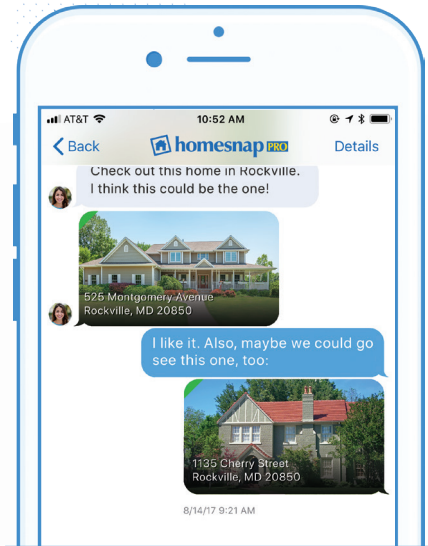 AT&T
10:52 AM
Back
homesnap PRO
Details
Check out this home in Rockville.
I think this could be the one!
525 Montgomery Avenue
Rockville, MD 20850
I like it. Also, maybe we could go
see this one, too:
1135 Cherry Street
Rockville, MD 20850
8/14/17 9:21 AM